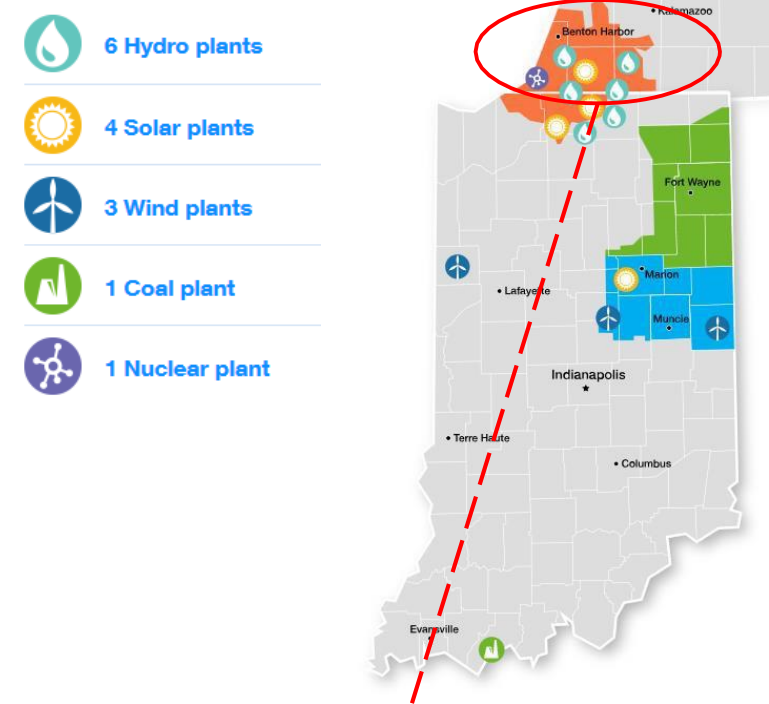 6 Hydro plants
4 Solar plants
3 Wind plants
1 Coal plant
1 Nuclear plant
Kalamazoo
Benton Harbor
Fort Wayne
Marion
Lafayette
Muncie
Indianapolis
Terre Haute
Columbus
Evansville